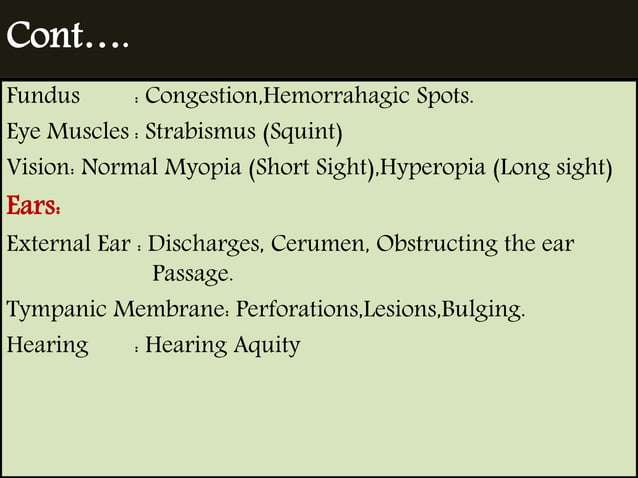 Cont….
Fundus : Congestion,Hemorrahagic Spots.
Eye Muscles : Strabismus (Squint)
Vision: Normal Myopia (Short Sight),Hyperopia (Long sight)
Ears:
External Ear : Discharges, Cerumen, Obstructing the ear
Passage.
Tympanic Membrane: Perforations,Lesions,Bulging.
Hearing : Hearing Aquity